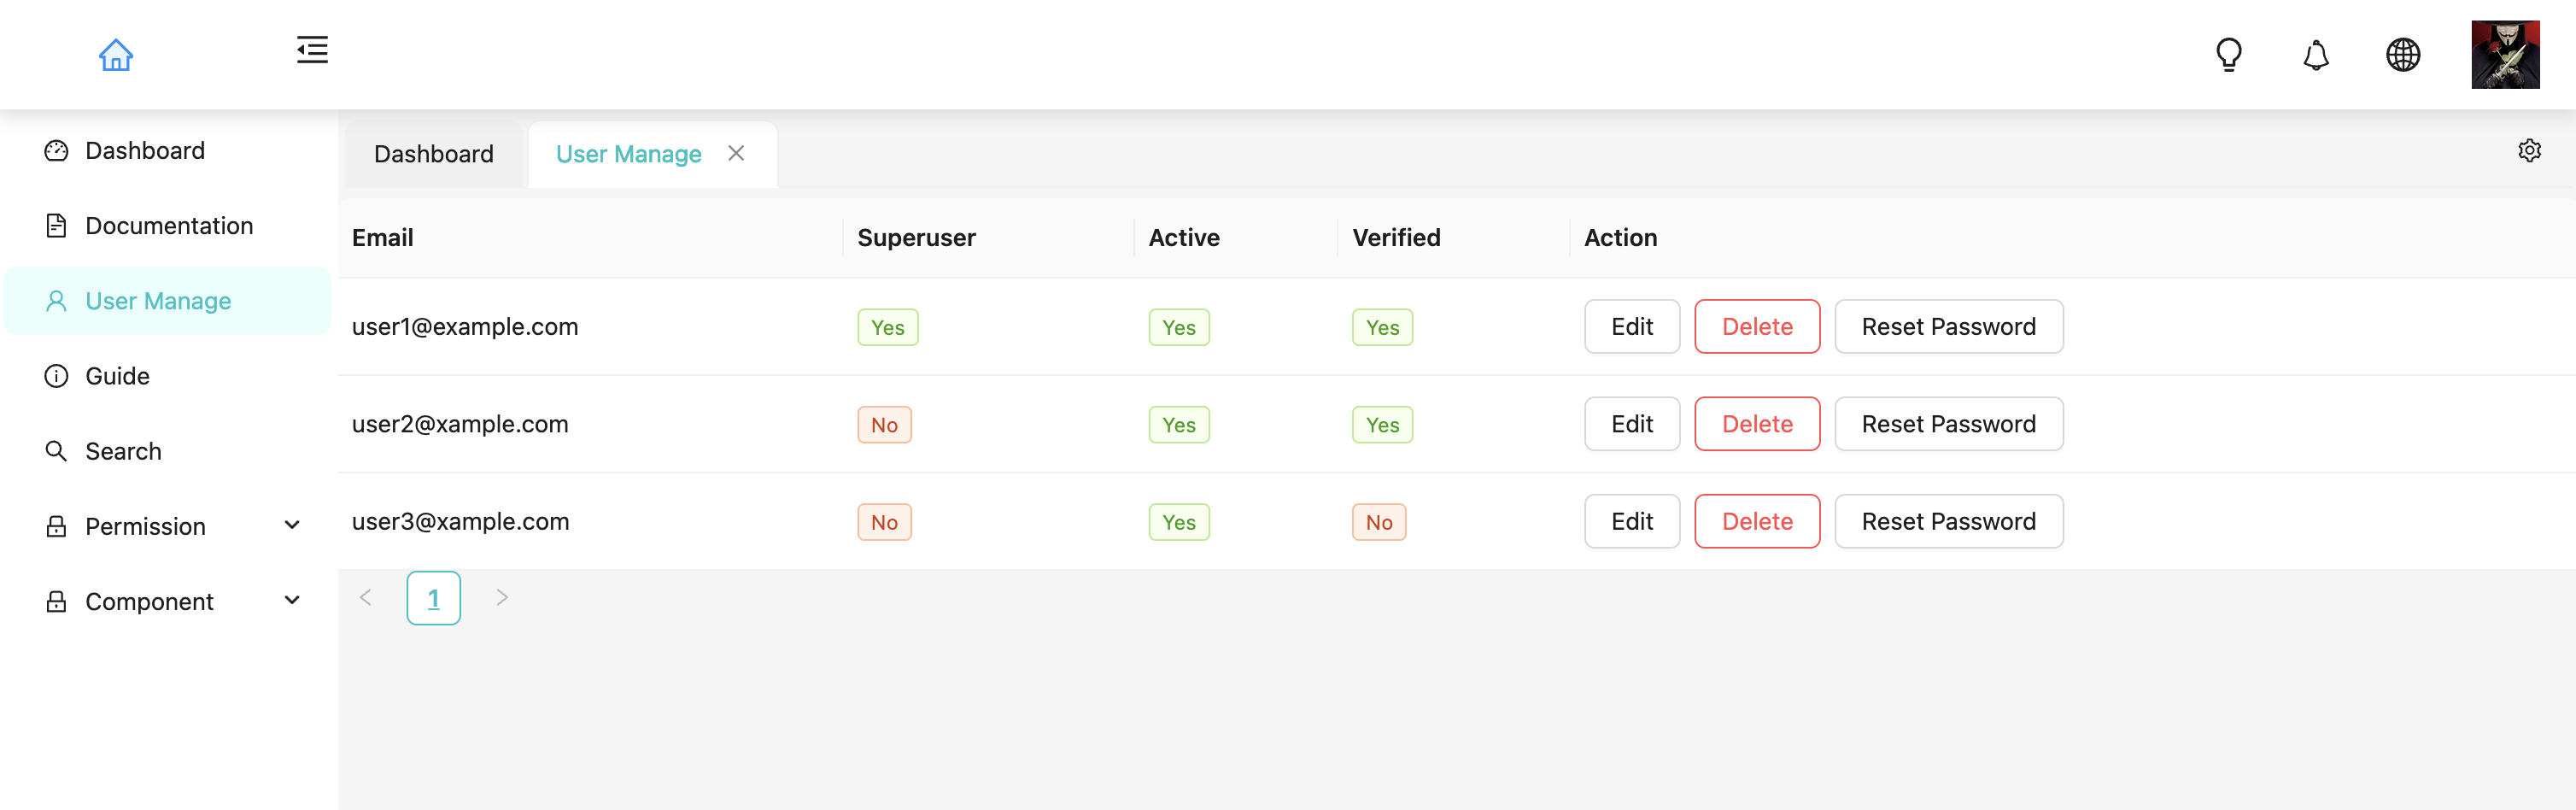 Dashboard
Documentation
User Manage
Guide
Search
Permission
Component
Dashboard User Manage
Email Superuser Active Verified Action
user1@example.com Yes Yes Yes Edit Delete Reset Password
user2@xample.com No Yes Yes Edit Delete Reset Password
user3@xample.com No Yes No Edit Delete Reset Password
1